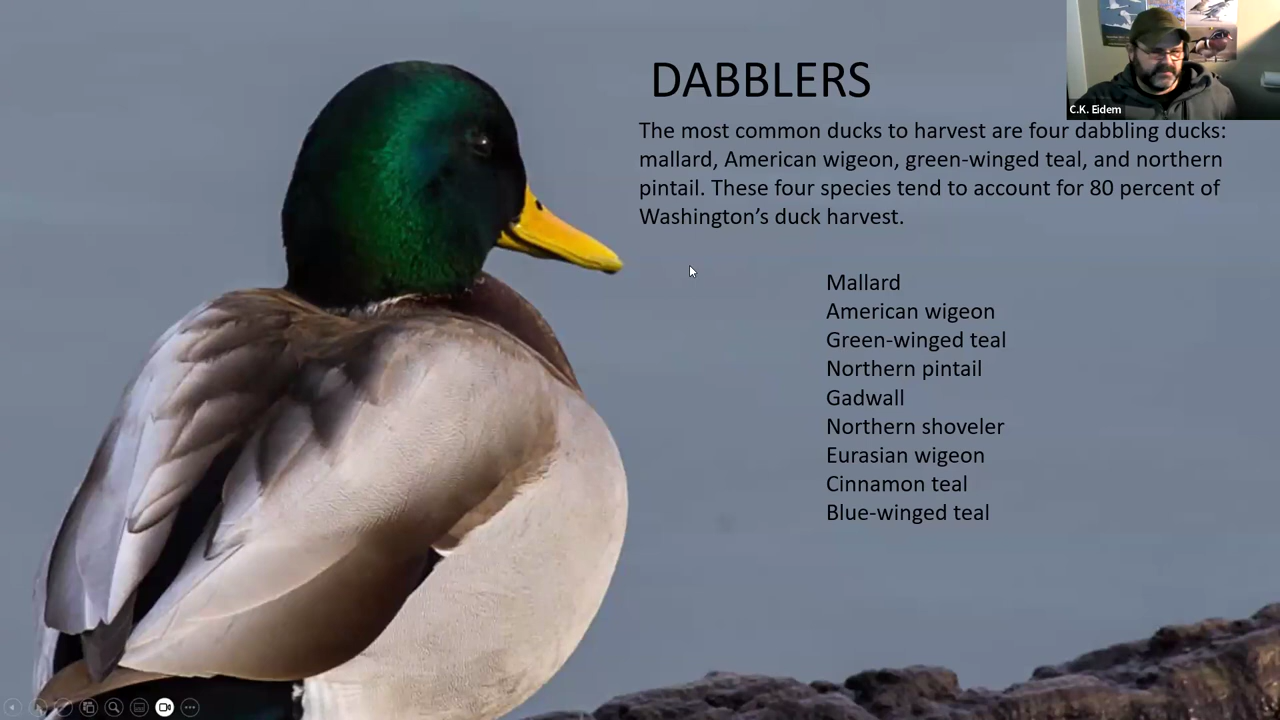 DABBLERS
C.K. Eidem
The most common ducks to harvest are four dabbling ducks:
mallard, American wigeon, green-winged teal, and northern
pintail. These four species tend to account for 80 percent of
Washington’s duck harvest.
Mallard
American wigeon
Green-winged teal
Northern pintail
Gadwall
Northern shoveler
Eurasian wigeon
Cinnamon teal
Blue-winged teal